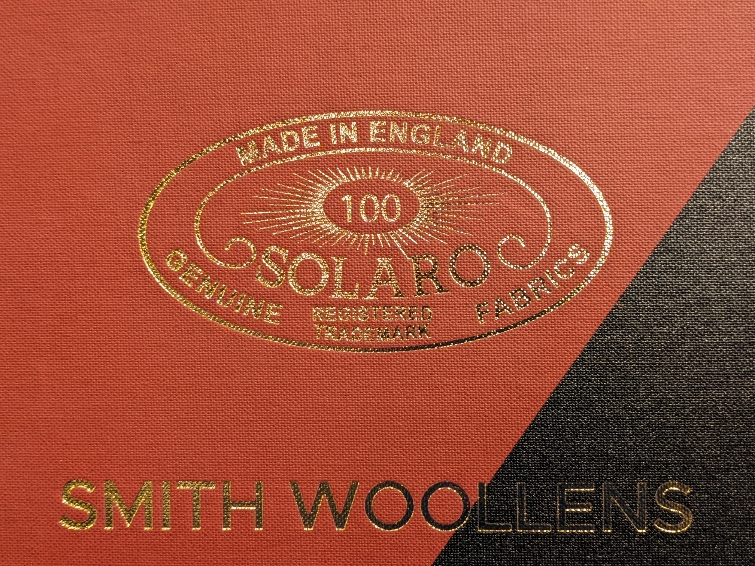 MADE IN ENGLAND
100
SOLARO
GENUINE
REGISTERED
TRADEMARK
FABRICS
SMITH WOOLLENS